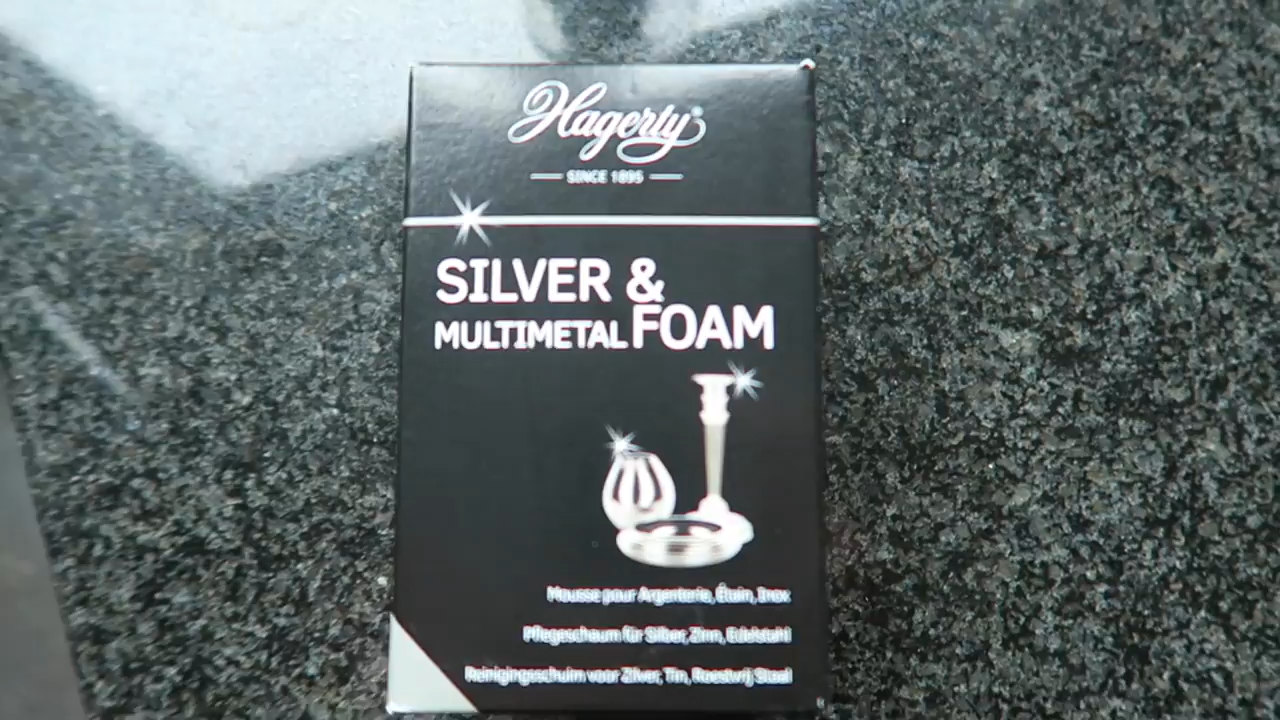 Hagerty®
SINCE 1895
SILVER &
MULTIMETAL FOAM
Mousse pour Argenterie, Étain, Inox
Pflegeschaum für Silber, Zinn, Edelstahl
Reinigingsschuim voor Zilver, Tin, Roestvrij Staal